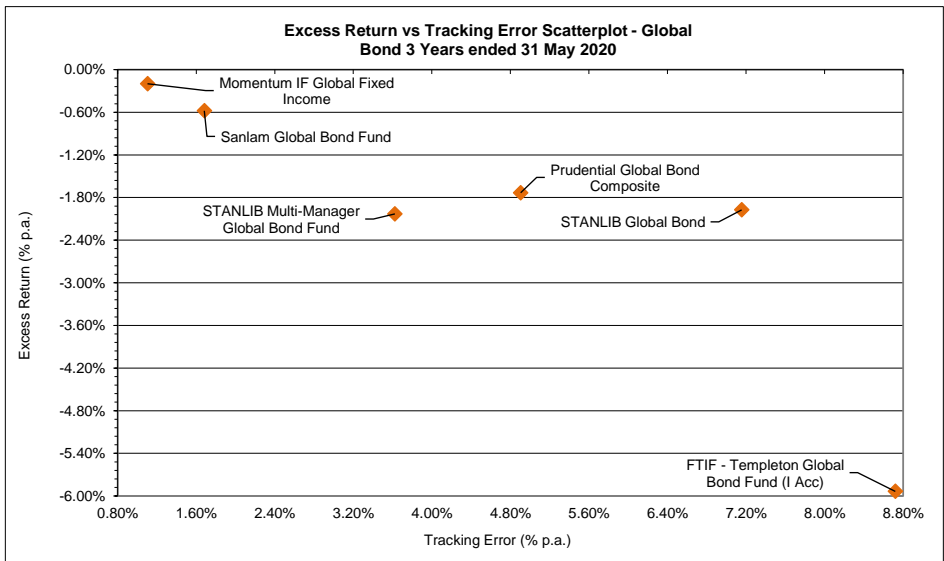 Excess Return vs Tracking Error Scatterplot - Global
Bond 3 Years ended 31 May 2020
0.00%
-0.60%
-1.20%
-1.80%
-2.40%
-3.00%
-3.60%
-4.20%
-4.80%
-5.40%
-6.00%
Excess Return (% p.a.)
Momentum IF Global Fixed
Income
Sanlam Global Bond Fund
Prudential Global Bond
Composite
STANLIB Multi-Manager
Global Bond Fund
STANLIB Global Bond
FTIF - Templeton Global
Bond Fund (I Acc)
0.80% 1.60% 2.40% 3.20% 4.00% 4.80% 5.60% 6.40% 7.20% 8.00% 8.80%
Tracking Error (% p.a.)